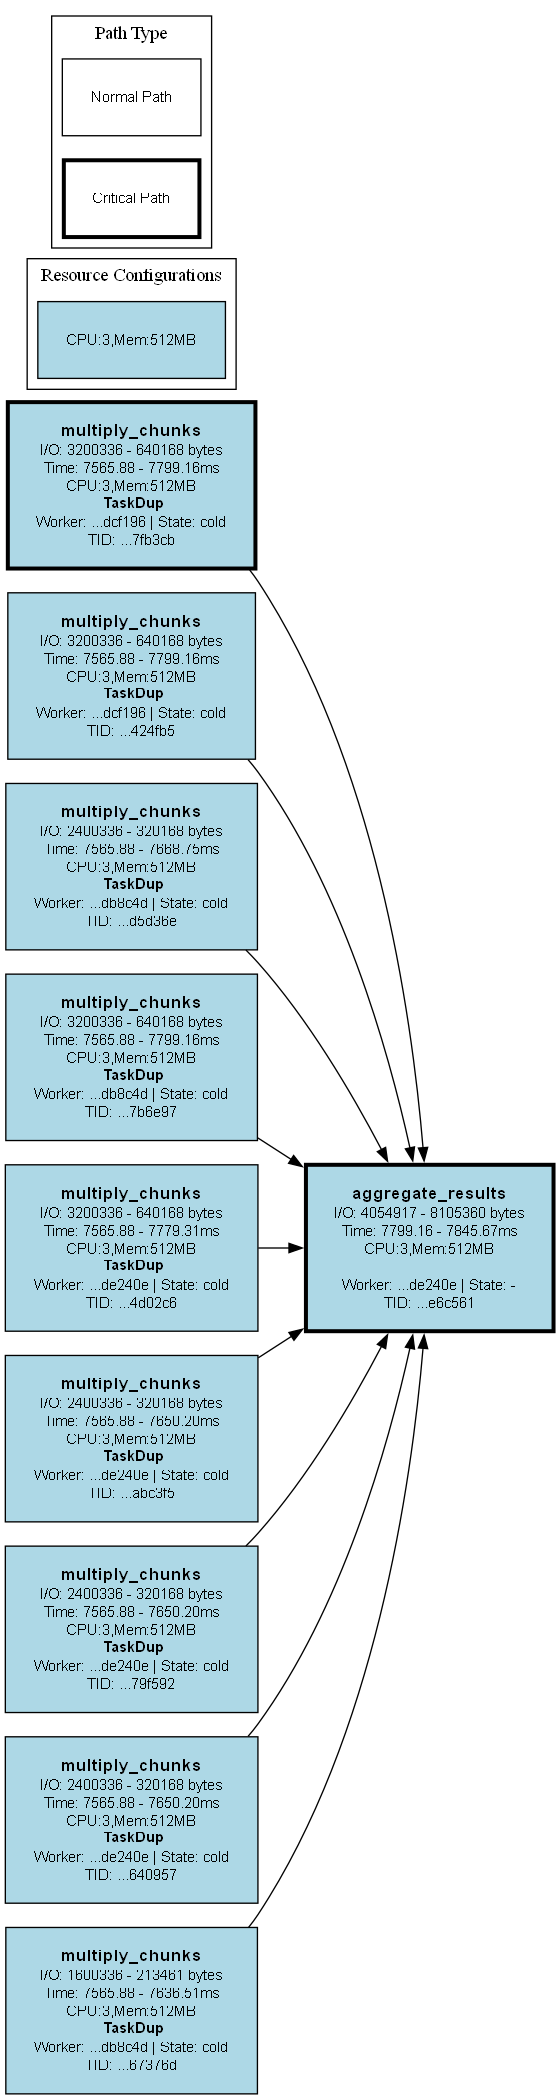 Path Type
Normal Path
Critical Path
Resource Configurations
CPU:3,Mem:512MB
multiply_chunks
I/O: 3200336 - 640168 bytes
Time: 7565.88 - 7799.16ms
CPU:3,Mem:512MB
TaskDup
Worker: ...dcf196 | State: cold
TID: ...7fb3cb
multiply_chunks
I/O: 3200336 - 640168 bytes
Time: 7565.88 - 7799.16ms
CPU:3,Mem:512MB
TaskDup
Worker: ...dcf196 | State: cold
TID: ...424fb5
multiply_chunks
I/O: 2400336 - 320168 bytes
Time: 7565.88 - 7668.75ms
CPU:3,Mem:512MB
TaskDup
Worker: ...db8c4d | State: cold
TID: ...d5d36e
multiply_chunks
I/O: 3200336 - 640168 bytes
Time: 7565.88 - 7799.16ms
CPU:3,Mem:512MB
TaskDup
Worker: ...db8c4d | State: cold
TID: ...7b6e97
multiply_chunks
I/O: 3200336 - 640168 bytes
Time: 7565.88 - 7779.31ms
CPU:3,Mem:512MB
TaskDup
Worker: ...de240e | State: cold
TID: ...4d02c6
aggregate_results
I/O: 4054917 - 8105360 bytes
Time: 7799.16 - 7845.67ms
CPU:3,Mem:512MB
Worker: ...de240e | State: -
TID: ...e6c561
multiply_chunks
I/O: 2400336 - 320168 bytes
Time: 7565.88 - 7650.20ms
CPU:3,Mem:512MB
TaskDup
Worker: ...de240e | State: cold
TID: ...abc3f5
multiply_chunks
I/O: 2400336 - 320168 bytes
Time: 7565.88 - 7650.20ms
CPU:3,Mem:512MB
TaskDup
Worker: ...de240e | State: cold
TID: ...79f592
multiply_chunks
I/O: 2400336 - 320168 bytes
Time: 7565.88 - 7650.20ms
CPU:3,Mem:512MB
TaskDup
Worker: ...de240e | State: cold
TID: ...640957
multiply_chunks
I/O: 1600336 - 213461 bytes
Time: 7565.88 - 7636.51ms
CPU:3,Mem:512MB
TaskDup
Worker: ...db8c4d | State: cold
TID: ...67376d